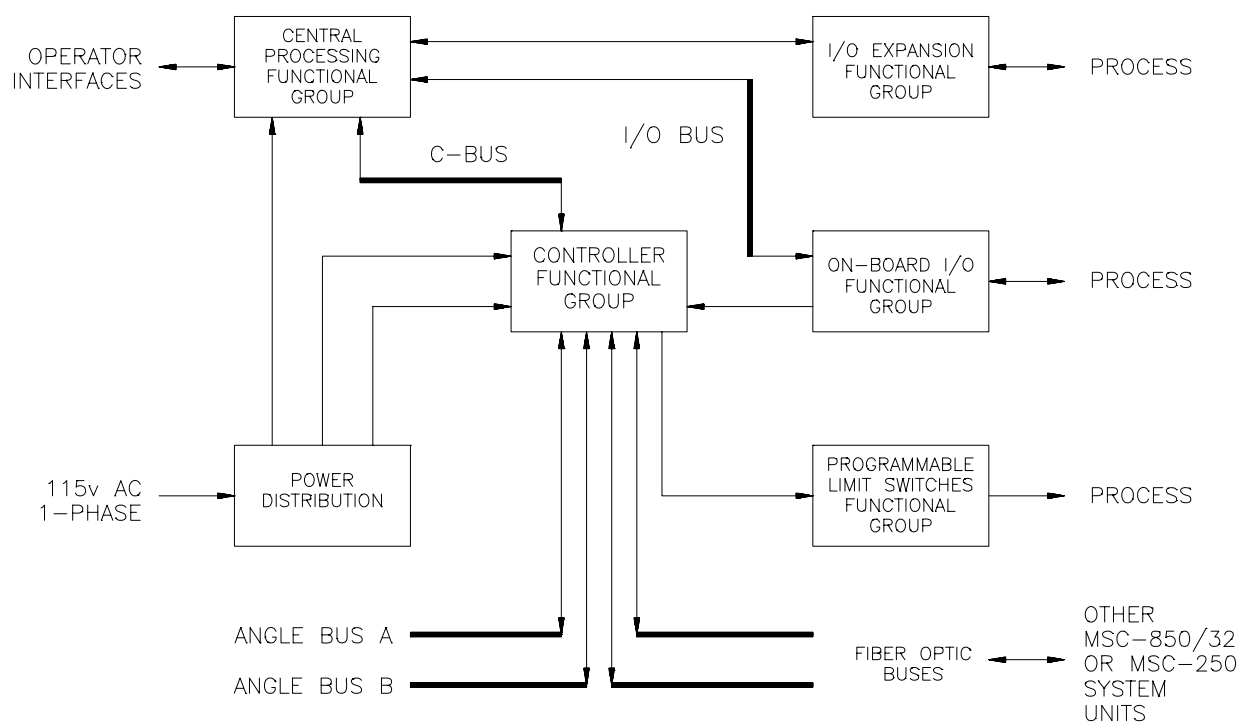 OPERATOR
INTERFACES
CENTRAL
PROCESSING
FUNCTIONAL
GROUP
I/O EXPANSION
FUNCTIONAL
GROUP
PROCESS
C-BUS
I/O BUS
CONTROLLER
FUNCTIONAL
GROUP
ON-BOARD I/O
FUNCTIONAL
GROUP
PROCESS
115v AC
1-PHASE
POWER
DISTRIBUTION
PROGRAMMABLE
LIMIT SWITCHES
FUNCTIONAL
GROUP
PROCESS
ANGLE BUS A
ANGLE BUS B
FIBER OPTIC
BUSES
OTHER
MSC-850/32
OR MSC-250
SYSTEM
UNITS